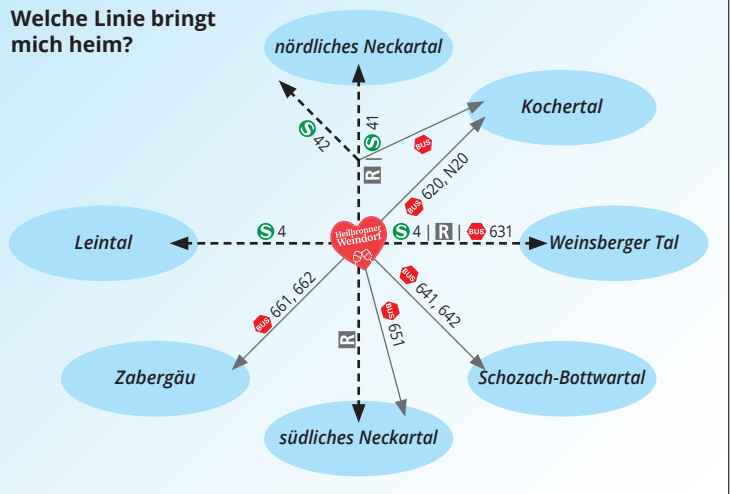 Welche Linie bringt
mich heim?
nördliches Neckartal
Kochertal
S 42
S 41
R
BUS
BUS 620, N20
Leintal
S 4
Heilbronner
Weindorf
S 4 | R | BUS 631
Weinsberger Tal
BUS 661, 662
R
BUS 651
BUS 641, 642
Zabergäu
Schozach-Bottwartal
südliches Neckartal